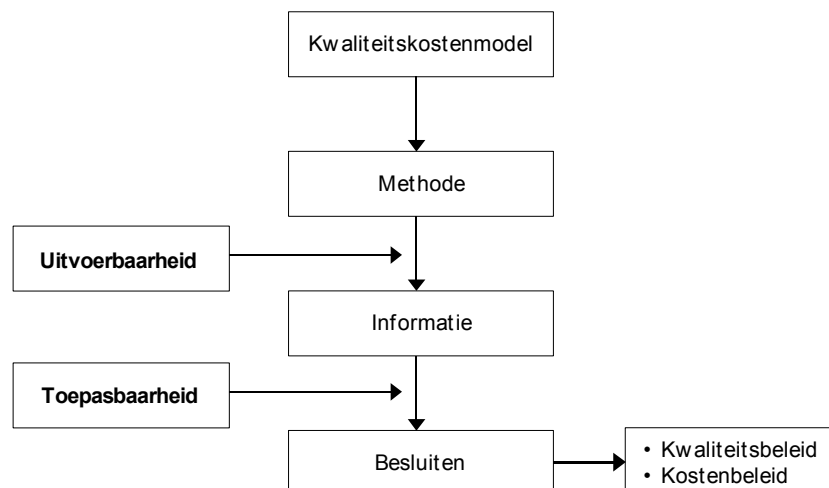 Kwaliteitskostenmodel
Methode
Uitvoerbaarheid
Informatie
Toepasbaarheid
Besluiten
• Kwaliteitsbeleid
• Kostenbeleid